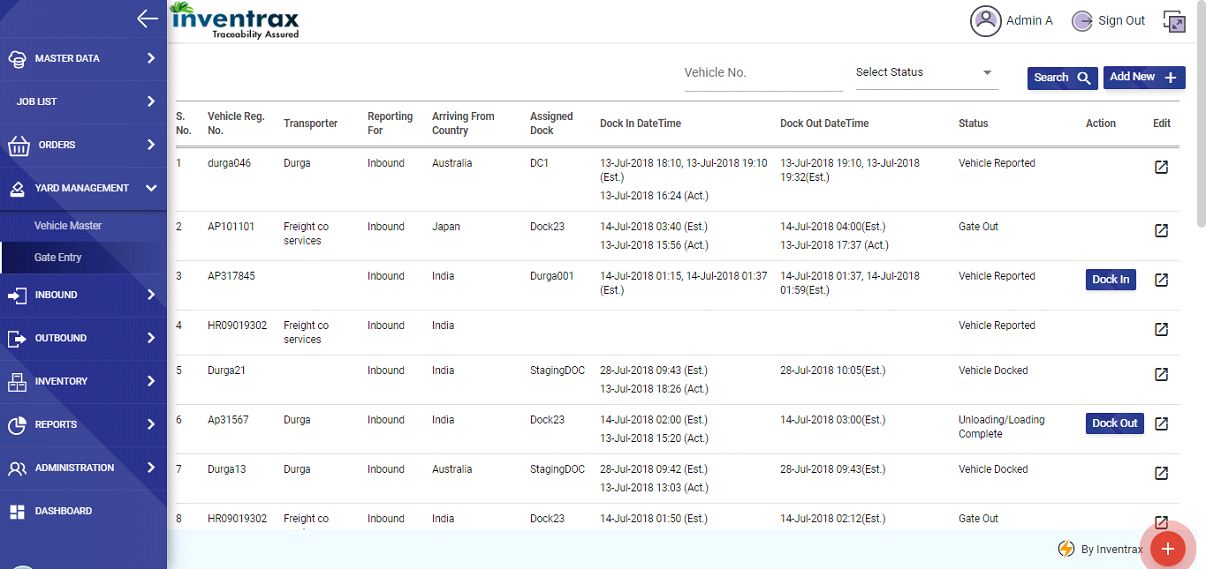 inventrax
Traceability Assured
Admin A
Sign Out
MASTER DATA
JOB LIST
ORDERS
YARD MANAGEMENT
Vehicle Master
Gate Entry
INBOUND
OUTBOUND
INVENTORY
REPORTS
ADMINISTRATION
DASHBOARD
Vehicle No.
Select Status
Search
Add New +
S. No. Vehicle Reg. No. Transporter Reporting For Arriving From Country Assigned Dock Dock In DateTime Dock Out DateTime Status Action Edit
1 durga046 Durga Inbound Australia DC1 13-Jul-2018 18:10, 13-Jul-2018 19:10 13-Jul-2018 19:10, 13-Jul-2018 Vehicle Reported
(Est.) 19:32(Est.)
13-Jul-2018 16:24 (Act.)
2 AP101101 Freight co Inbound Japan Dock23 14-Jul-2018 03:40 (Est.) 14-Jul-2018 04:00(Est.) Gate Out
services 13-Jul-2018 15:56 (Act.) 13-Jul-2018 17:37 (Act.)
3 AP317845 Inbound India Durga001 14-Jul-2018 01:15, 14-Jul-2018 01:37 14-Jul-2018 01:37, 14-Jul-2018 Vehicle Reported Dock In
(Est.) 01:59(Est.)
4 HR09019302 Freight co Inbound India Vehicle Reported
services
5 Durga21 Inbound India StagingDOC 28-Jul-2018 09:43 (Est.) 28-Jul-2018 10:05(Est.) Vehicle Docked
13-Jul-2018 18:26 (Act.)
6 Ap31567 Durga Inbound India Dock23 14-Jul-2018 02:00 (Est.) 14-Jul-2018 03:00(Est.) Unloading/Loading Dock Out
13-Jul-2018 15:20 (Act.) Complete
7 Durga13 Durga Inbound Australia StagingDOC 28-Jul-2018 09:42 (Est.) 28-Jul-2018 09:43(Est.) Vehicle Docked
13-Jul-2018 13:03 (Act.)
8 HR09019302 Freight co Inbound India Dock23 14-Jul-2018 01:50 (Est.) 14-Jul-2018 02:12(Est.) Gate Out
By Inventrax
+